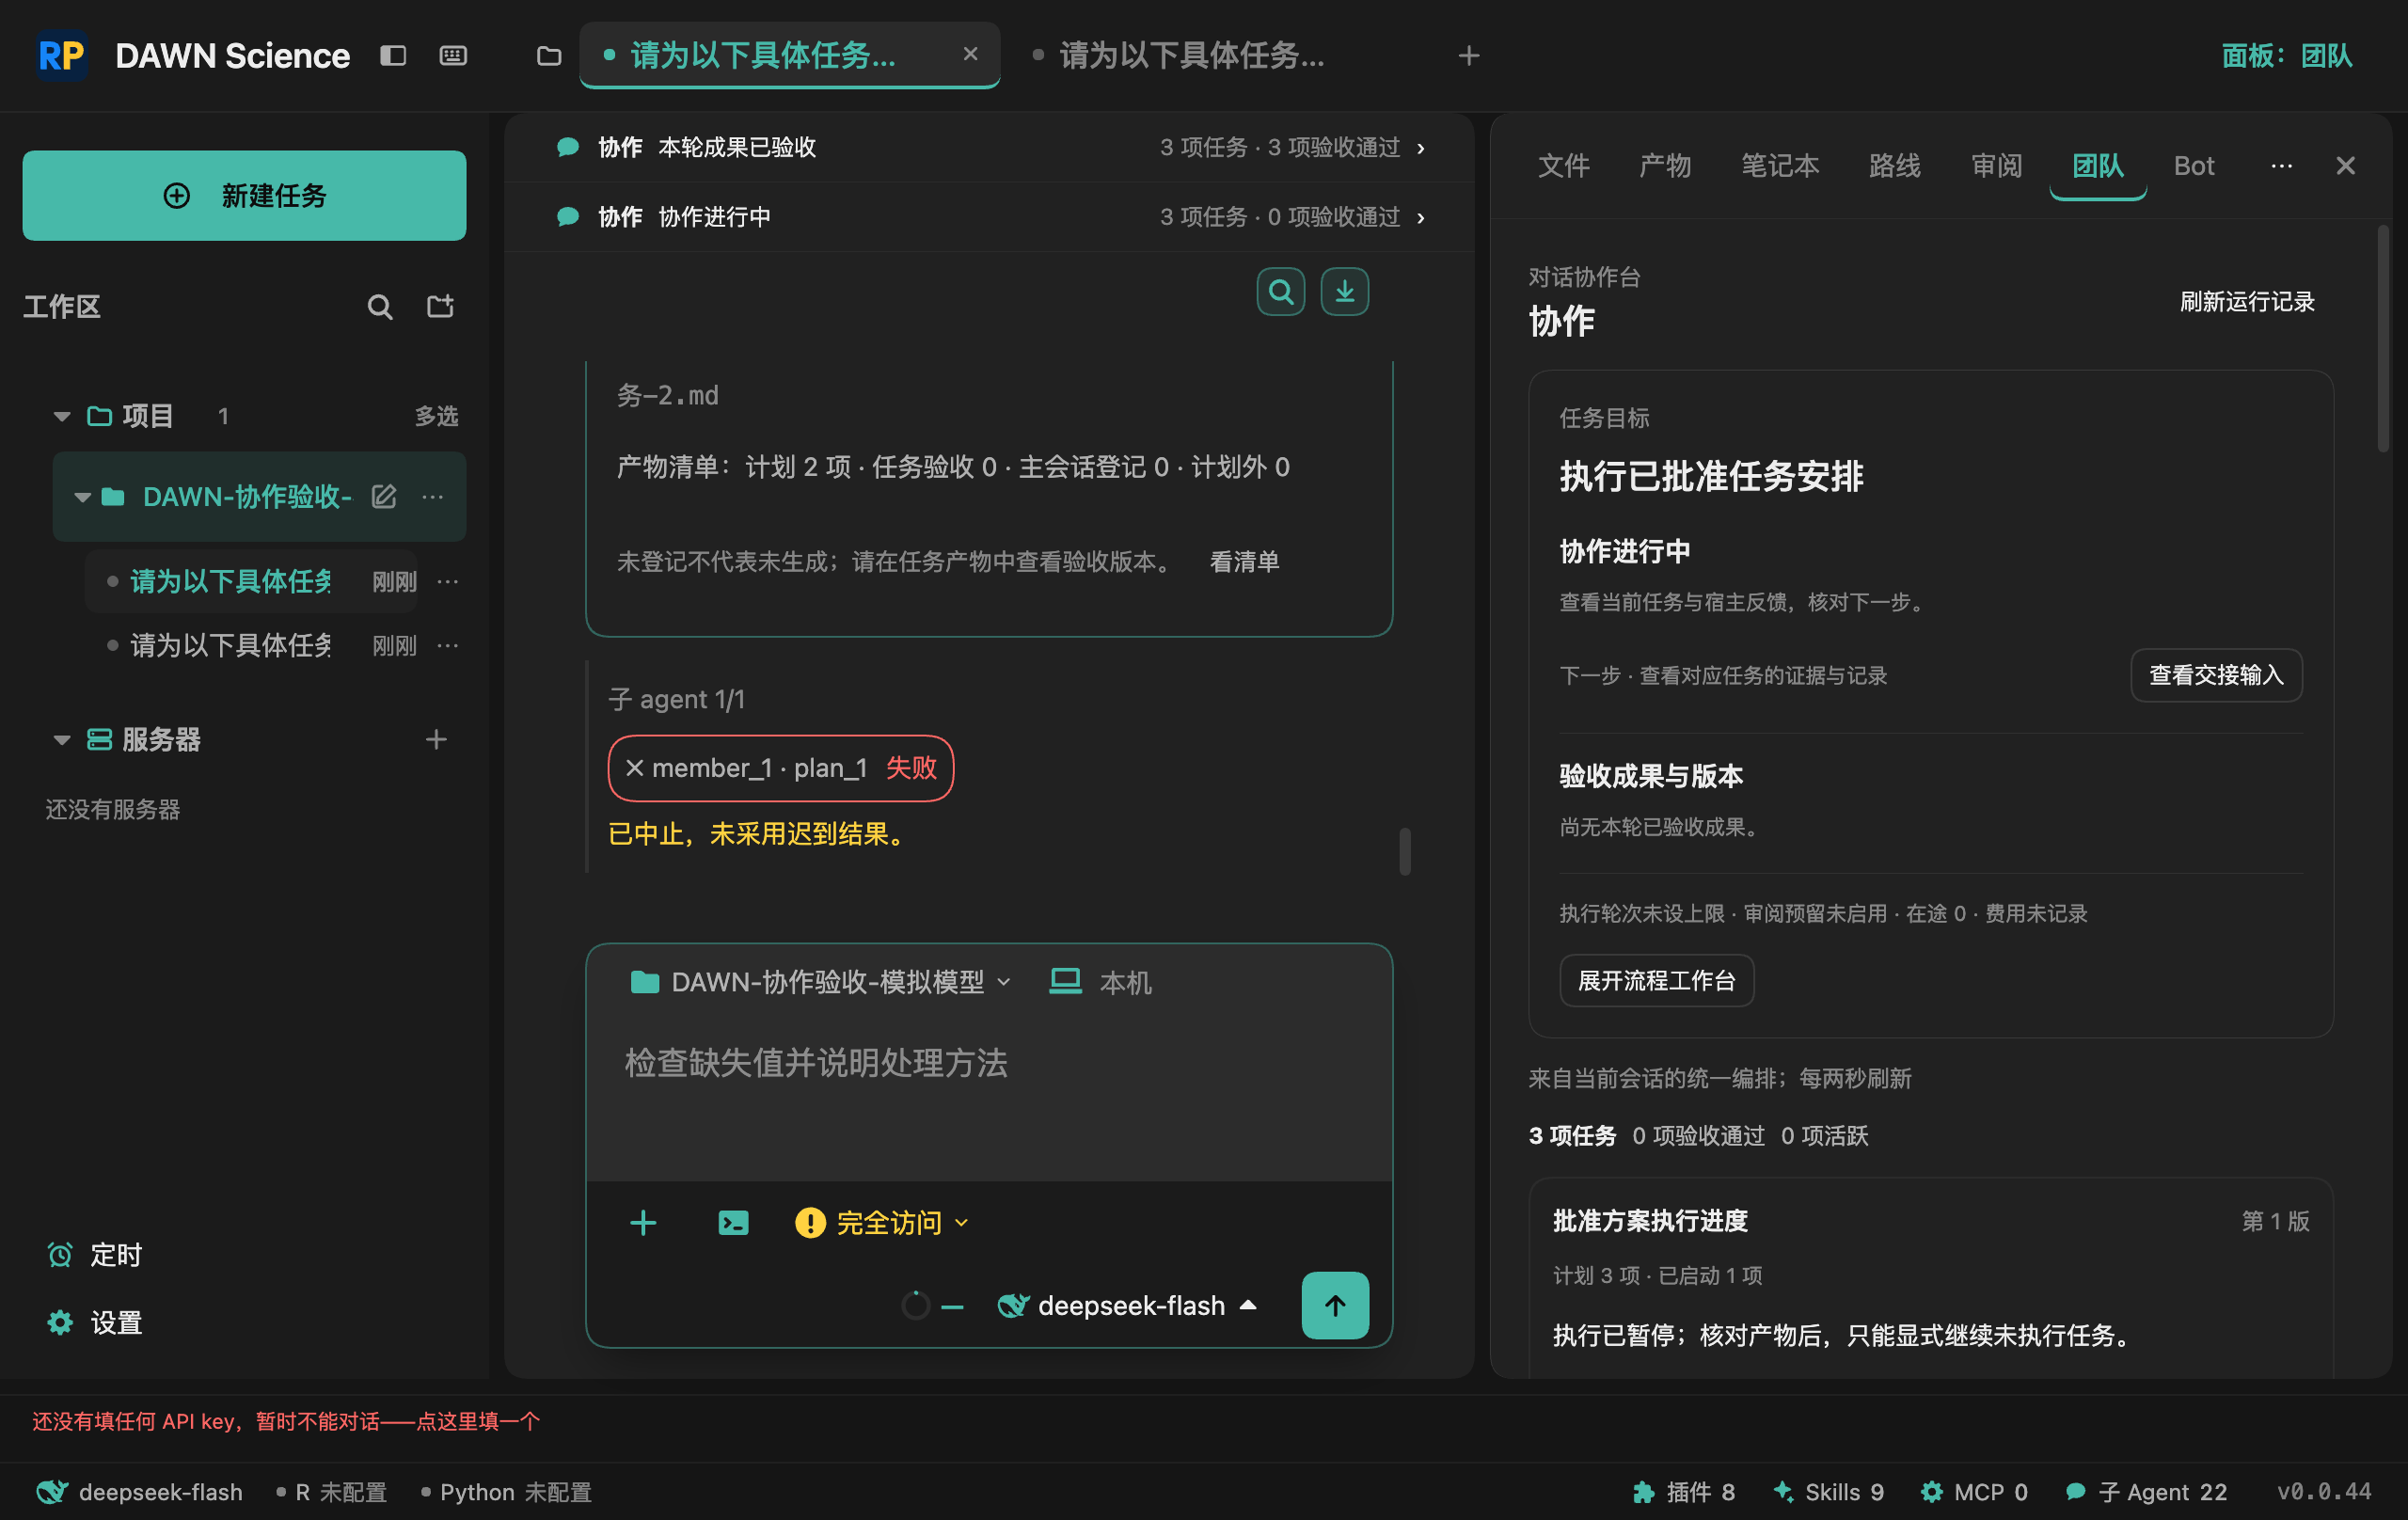 RP DAWN Science
请为以下具体任务...
请为以下具体任务...
面板：团队
新建任务
工作区
项目 1 多选
DAWN-协作验收-
请为以下具体任务 刚刚
请为以下具体任务 刚刚
服务器
还没有服务器
定时
设置
协作 本轮成果已验收 3 项任务 · 3 项验收通过
协作 协作进行中 3 项任务 · 0 项验收通过
务-2.md
产物清单：计划 2 项 · 任务验收 0 · 主会话登记 0 · 计划外 0
未登记不代表未生成；请在任务产物中查看验收版本。 看清单
子 agent 1/1
member_1 · plan_1 失败
已中止，未采用迟到结果。
DAWN-协作验收-模拟模型 本机
检查缺失值并说明处理方法
完全访问
deepseek-flash
文件 产物 笔记本 路线 审阅 团队 Bot
对话协作台
协作
刷新运行记录
任务目标
执行已批准任务安排
协作进行中
查看当前任务与宿主反馈，核对下一步。
下一步 · 查看对应任务的证据与记录 查看交接输入
验收成果与版本
尚无本轮已验收成果。
执行轮次未设上限 · 审阅预留未启用 · 在途 0 · 费用未记录
展开流程工作台
来自当前会话的统一编排；每两秒刷新
3 项任务 0 项验收通过 0 项活跃
批准方案执行进度 第 1 版
计划 3 项 · 已启动 1 项
执行已暂停；核对产物后，只能显式继续未执行任务。
还没有填任何 API key，暂时不能对话——点这里填一个
deepseek-flash R 未配置 Python 未配置
插件 8 Skills 9 MCP 0 子 Agent 22 v0.0.44